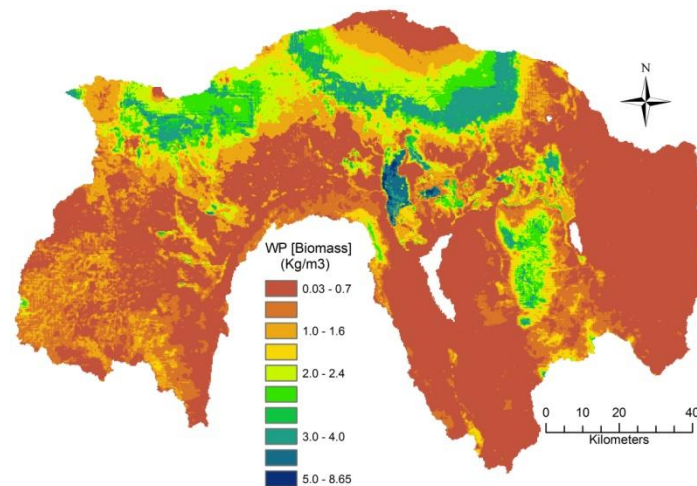 N
WP [Biomass]
(Kg/m3)
0.03 - 0.7
1.0 - 1.6
2.0 - 2.4
3.0 - 4.0
5.0 - 8.65
0 10 20 40
Kilometers